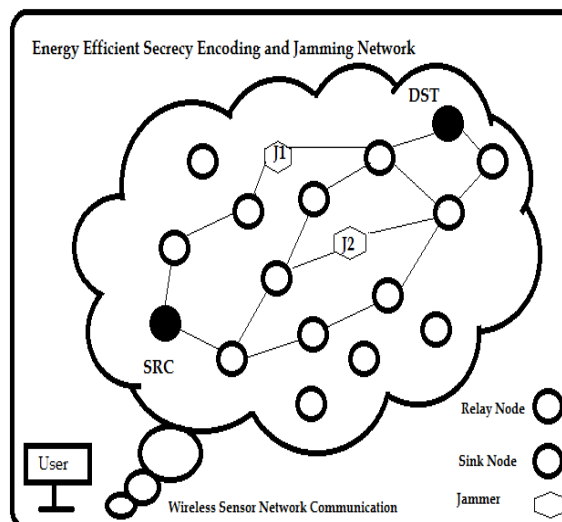 Energy Efficient Secrecy Encoding and Jamming Network
DST
J1
J2
SRC
Relay Node
User
Sink Node
Wireless Sensor Network Communication
Jammer